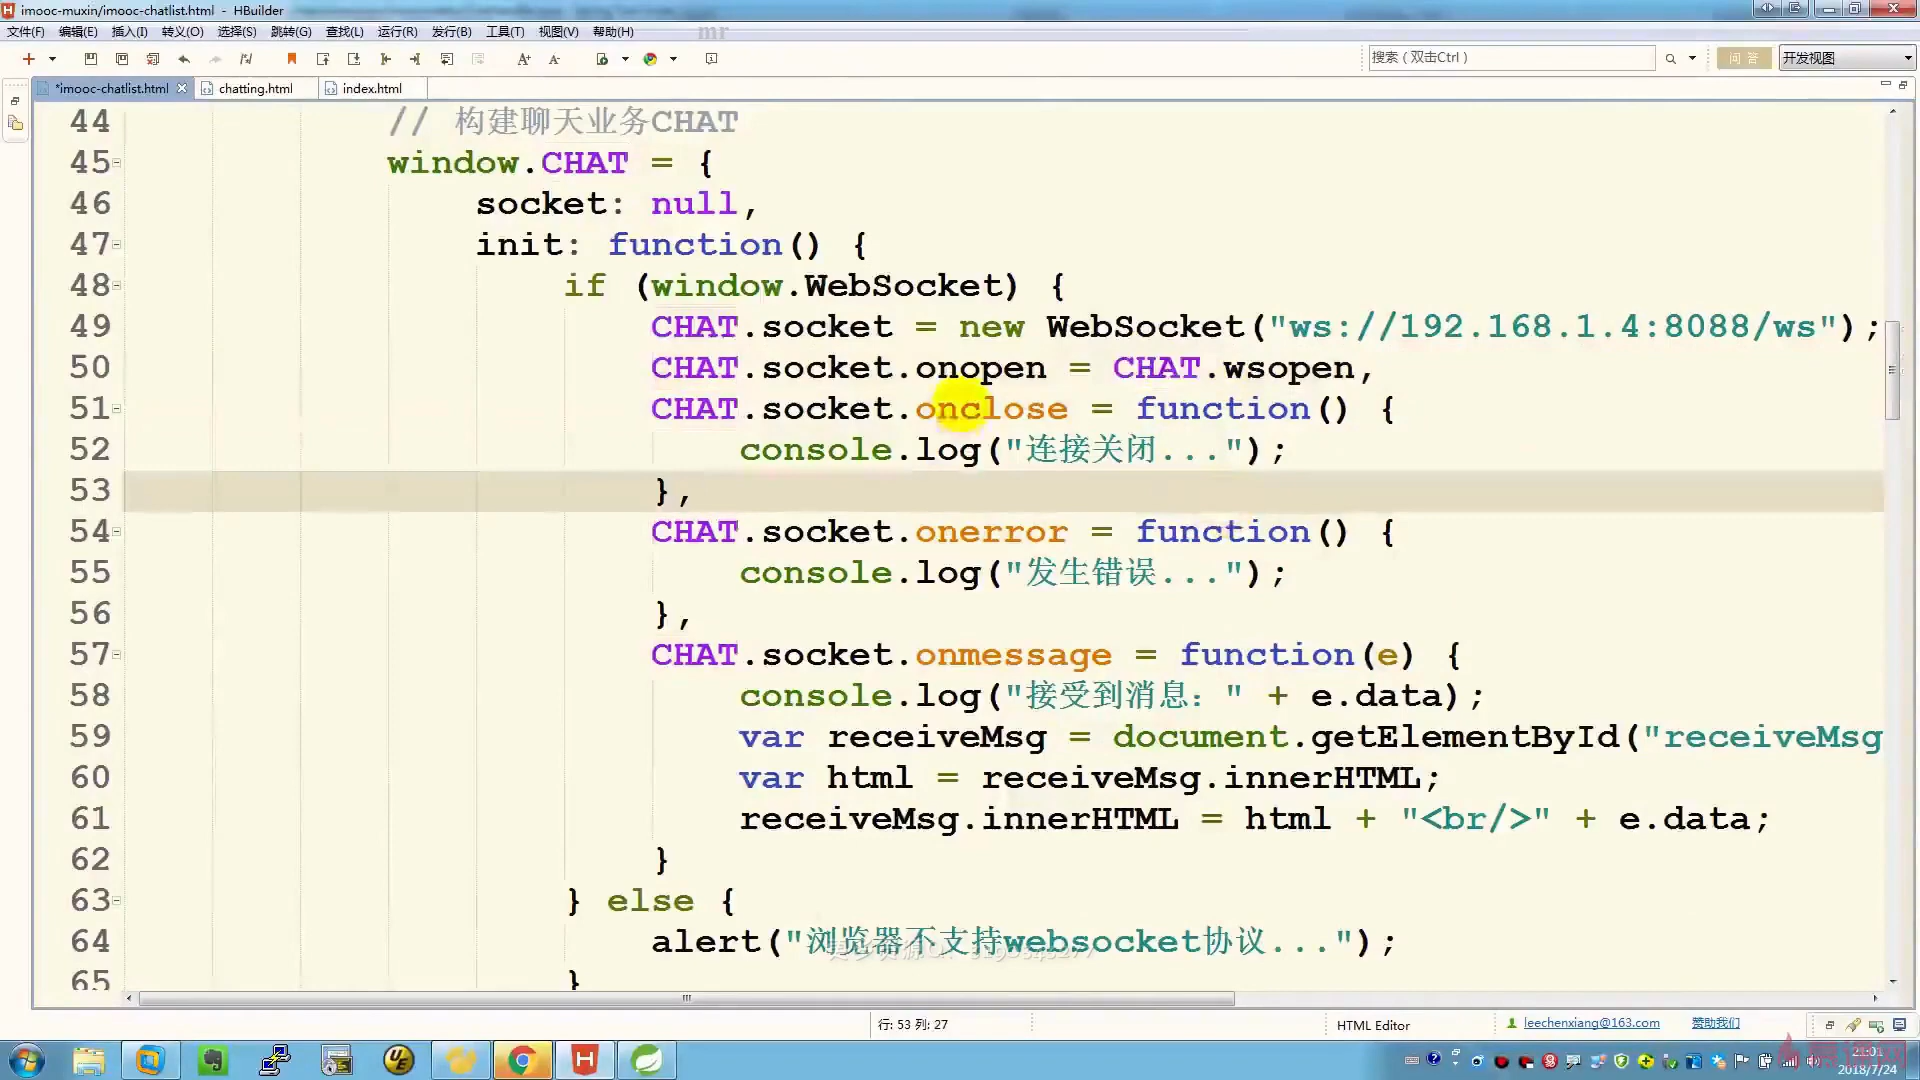 imooc-muxin/imooc-chatlist.html - HBuilder
文件(F) 编辑(E) 插入(I) 转义(O) 选择(S) 跳转(G) 查找(L) 运行(R) 发行(B) 工具(T) 视图(V) 帮助(H)
mr
搜索(双击Ctrl)
问答
开发视图
*imooc-chatlist.html
chatting.html
index.html
44 // 构建聊天业务CHAT
45 window.CHAT = {
46 socket: null,
47 init: function() {
48 if (window.WebSocket) {
49 CHAT.socket = new WebSocket("ws://192.168.1.4:8088/ws");
50 CHAT.socket.onopen = CHAT.wsopen,
51 CHAT.socket.onclose = function() {
52 console.log("连接关闭...");
53 },
54 CHAT.socket.onerror = function() {
55 console.log("发生错误...");
56 },
57 CHAT.socket.onmessage = function(e) {
58 console.log("接受到消息: " + e.data);
59 var receiveMsg = document.getElementById("receiveMsg
60 var html = receiveMsg.innerHTML;
61 receiveMsg.innerHTML = html + "<br/>" + e.data;
62 }
63 } else {
64 alert("浏览器不支持websocket协议...");
65 }
行: 53 列: 27
HTML Editor
leechenxiang@163.com
赞助我们
21:01
2018/7/24